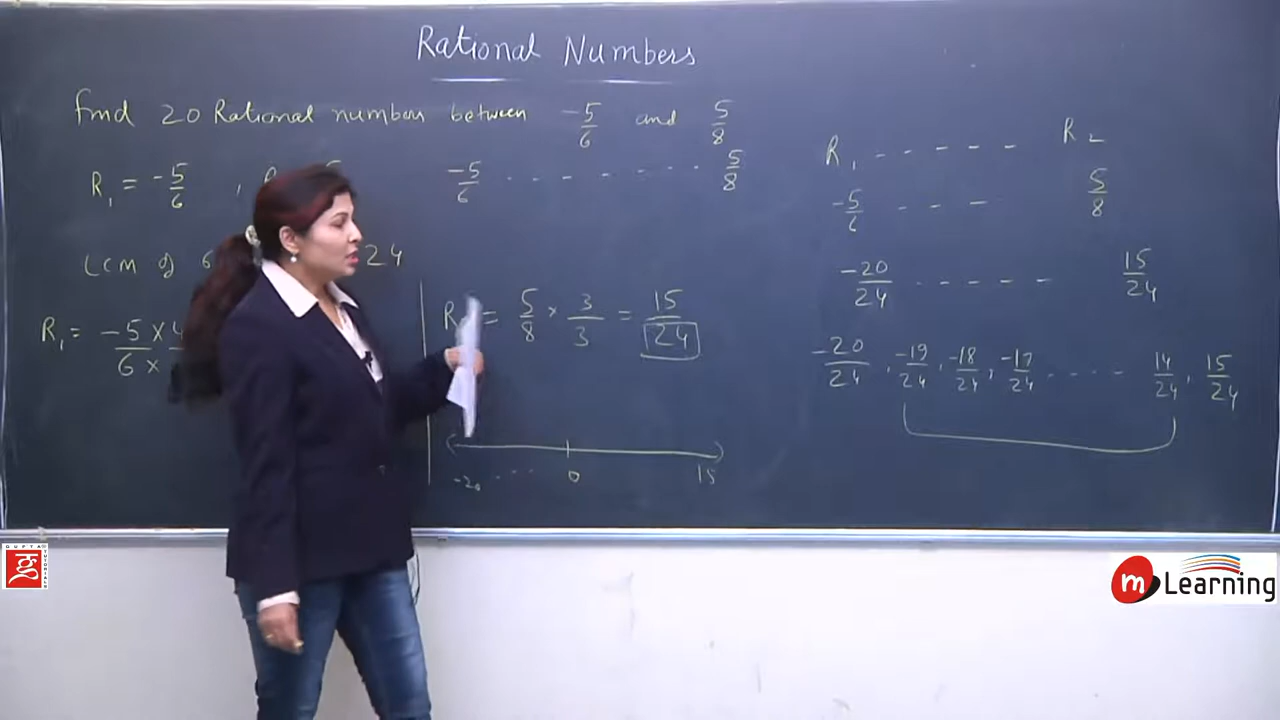 Rational Numbers
Find 20 Rational numbers between -5/6 and 5/8
R₁ = -5/6 , R
-5/6 . . . - - - - . . . . . 5/8
LCM of 6 24
R₁ = -5 × 4 / 6 ×
R = 5/8 × 3/3 = 15/24
-20 . . . . . 0 15
R₁ - - - - - - R₂
-5/6 - - - - 5/8
-20/24 - - - - - - 15/24
-20/24 , -19/24 , -18/24 , -17/24 . . . . - - 14/24 , 15/24
GUPTA TUTORIALS
m Learning